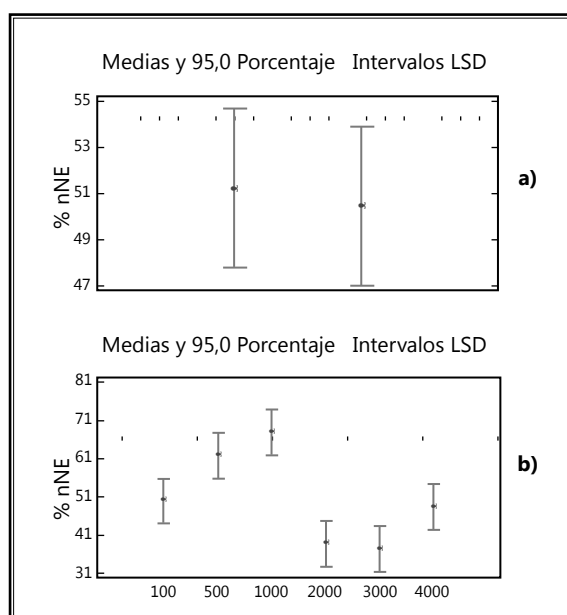 Medias y 95,0 Porcentaje Intervalos LSD
55
53
51
49
47
% nNE
a)
Medias y 95,0 Porcentaje Intervalos LSD
81
71
61
51
41
31
% nNE
b)
100 500 1000 2000 3000 4000